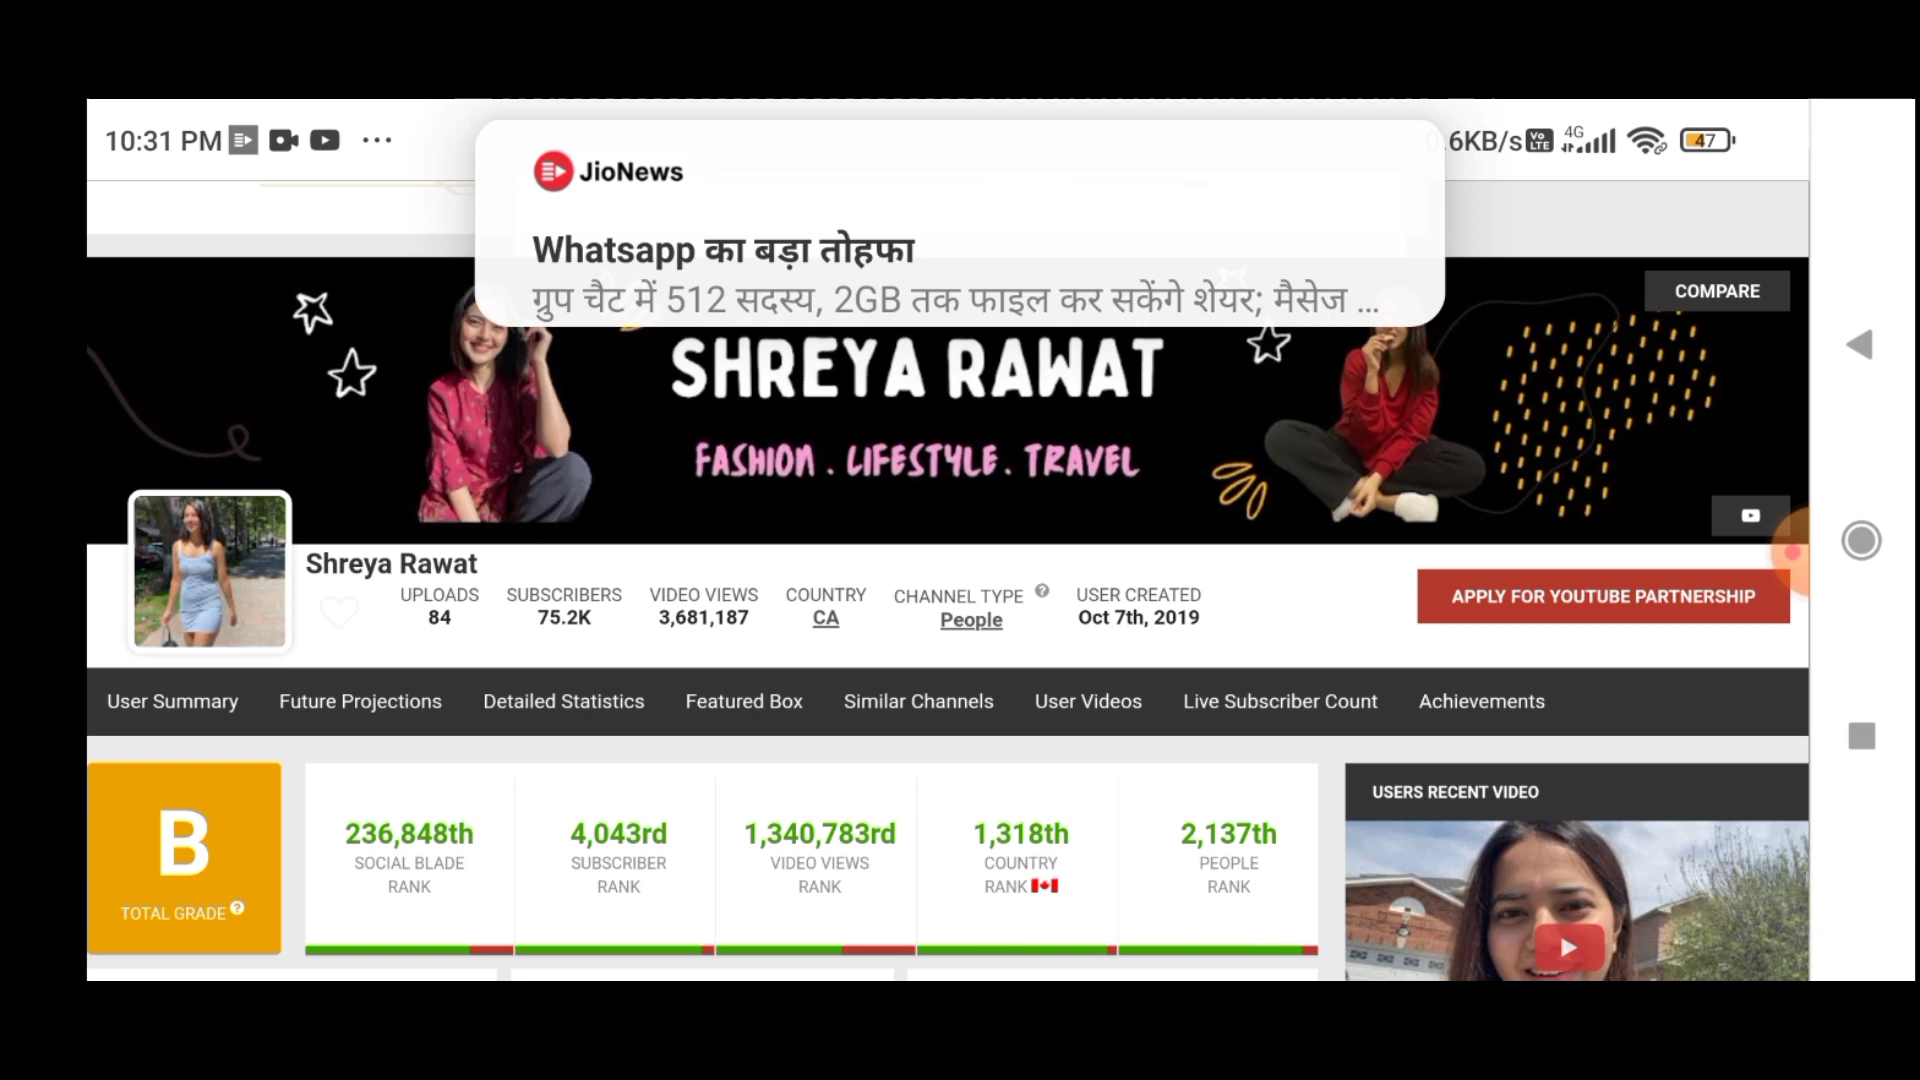 10:31 PM
.6KB/s
Vo LTE
4G
47
JioNews
Whatsapp का बड़ा तोहफा
ग्रुप चैट में 512 सदस्य, 2GB तक फाइल कर सकेंगे शेयर; मैसेज ...
COMPARE
SHREYA RAWAT
FASHION . LIFESTYLE . TRAVEL
Shreya Rawat
UPLOADS
84
SUBSCRIBERS
75.2K
VIDEO VIEWS
3,681,187
COUNTRY
CA
CHANNEL TYPE ?
People
USER CREATED
Oct 7th, 2019
APPLY FOR YOUTUBE PARTNERSHIP
User Summary Future Projections Detailed Statistics Featured Box Similar Channels User Videos Live Subscriber Count Achievements
B
TOTAL GRADE ?
236,848th
SOCIAL BLADE
RANK
4,043rd
SUBSCRIBER
RANK
1,340,783rd
VIDEO VIEWS
RANK
1,318th
COUNTRY
RANK
2,137th
PEOPLE
RANK
USERS RECENT VIDEO